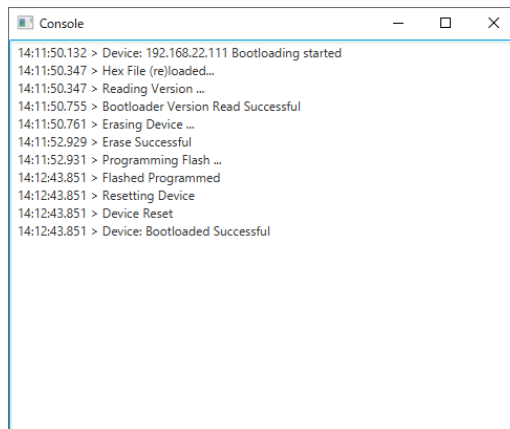 Console
14:11:50.132 > Device: 192.168.22.111 Bootloading started
14:11:50.347 > Hex File (re)loaded...
14:11:50.347 > Reading Version ...
14:11:50.755 > Bootloader Version Read Successful
14:11:50.761 > Erasing Device ...
14:11:52.929 > Erase Successful
14:11:52.931 > Programming Flash ...
14:12:43.851 > Flashed Programmed
14:12:43.851 > Resetting Device
14:12:43.851 > Device Reset
14:12:43.851 > Device: Bootloaded Successful